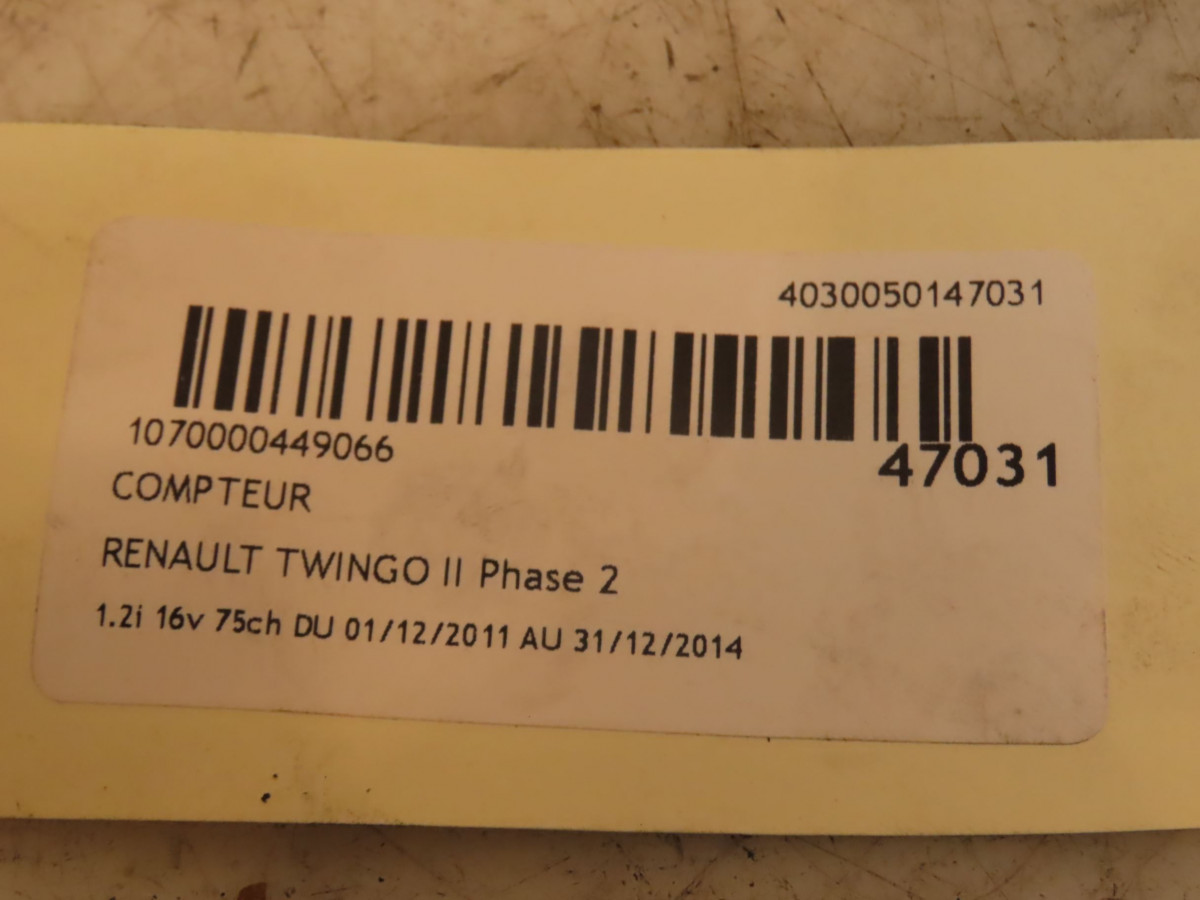 4030050147031
1070000449066
47031
COMPTEUR
RENAULT TWINGO II Phase 2
1.2i 16v 75ch DU 01/12/2011 AU 31/12/2014